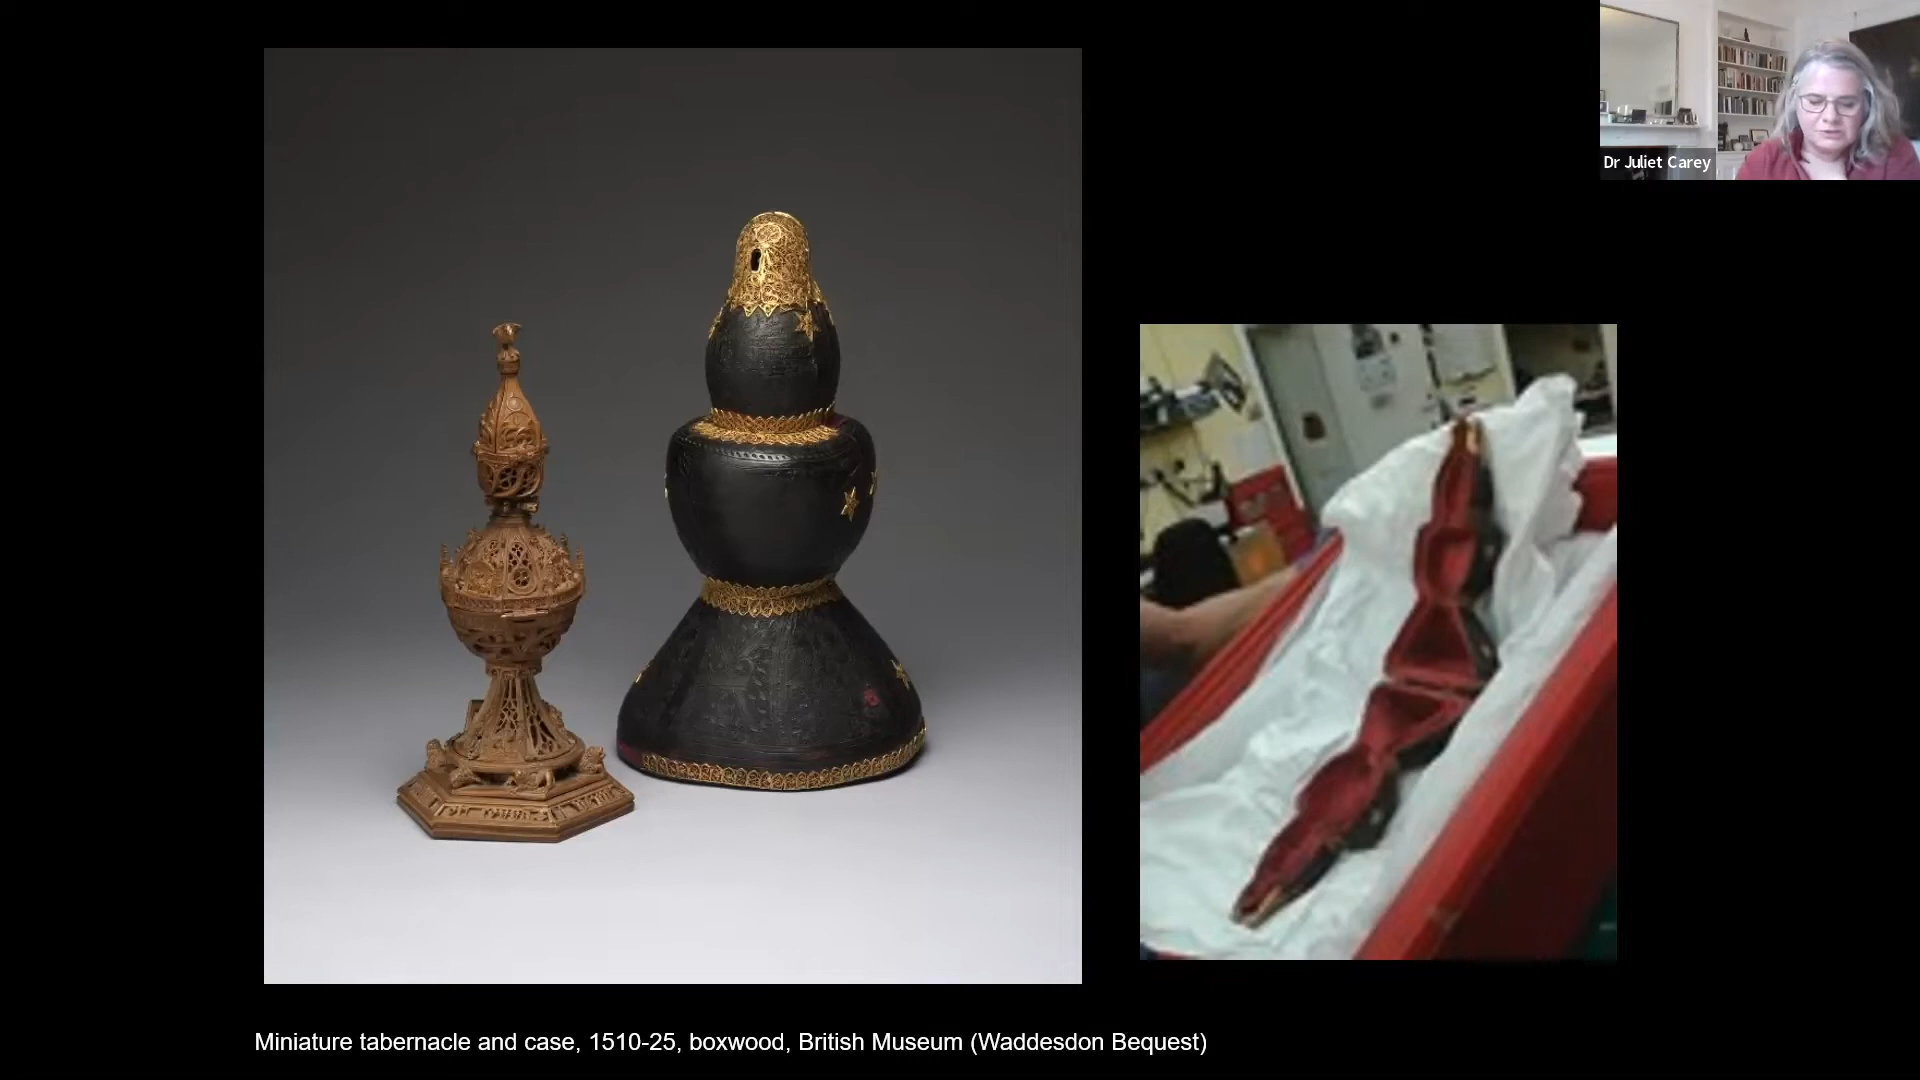 Dr Juliet Carey
Miniature tabernacle and case, 1510-25, boxwood, British Museum (Waddesdon Bequest)